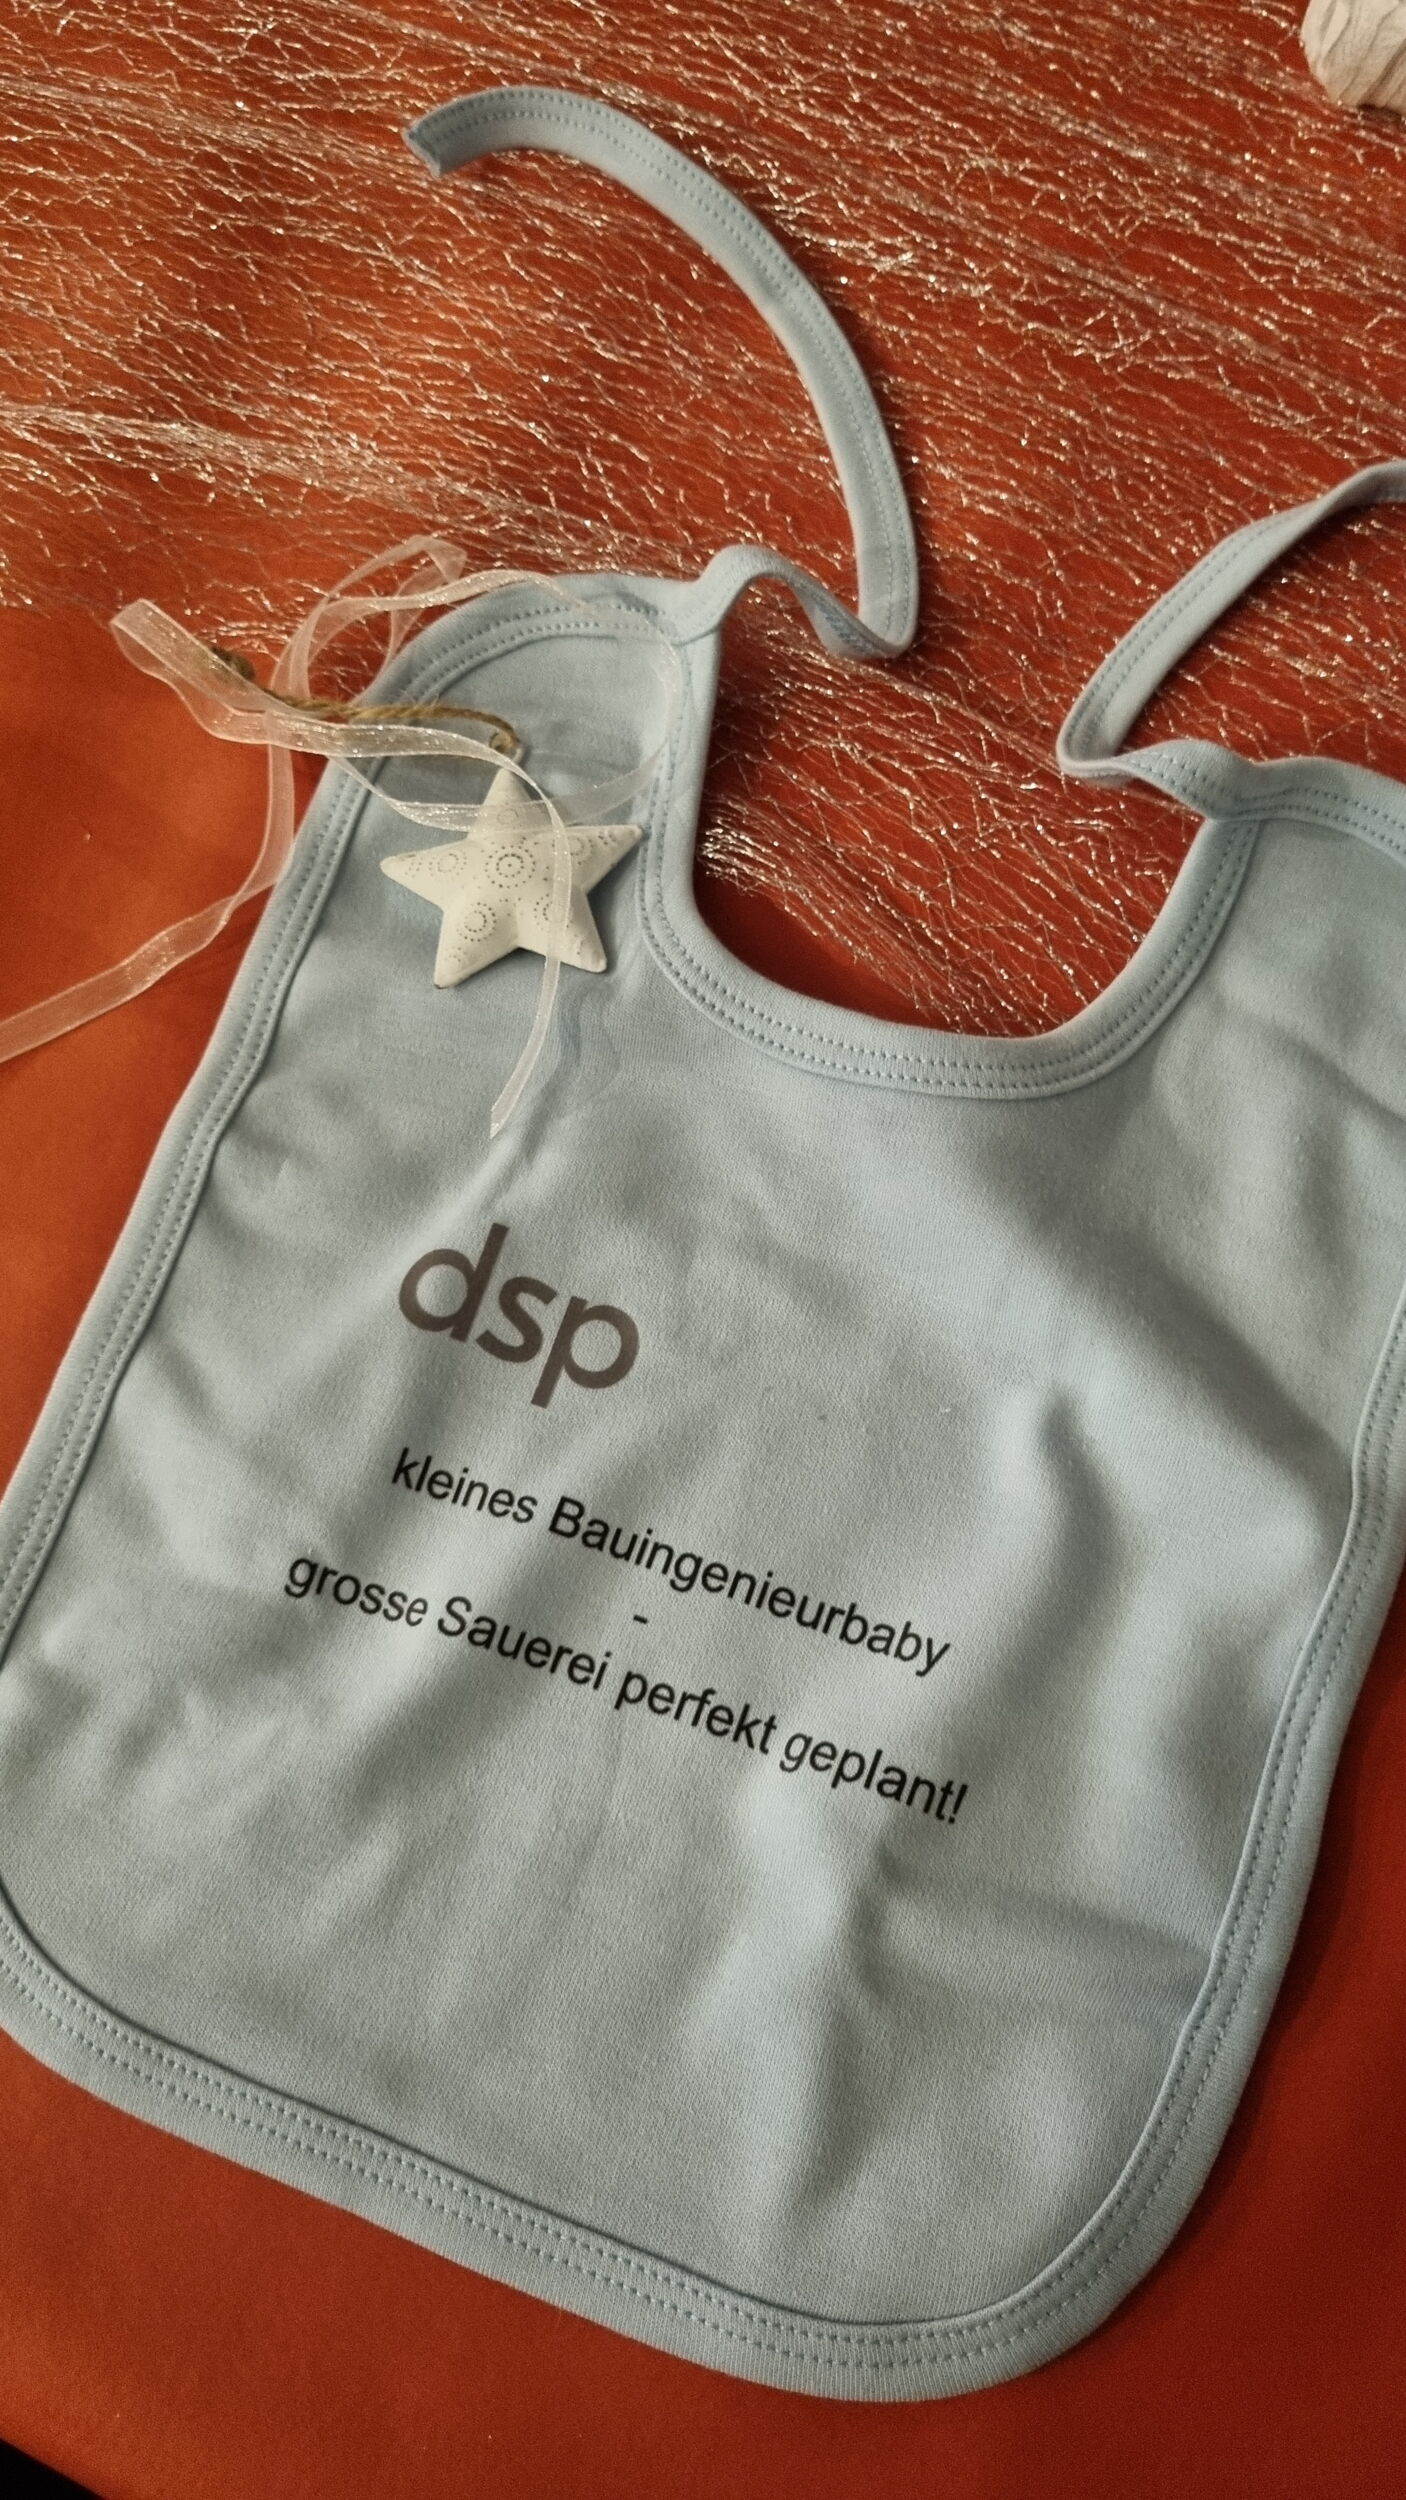 dsp
kleines Bauingenieurbaby
-
grosse Sauerei perfekt geplant!